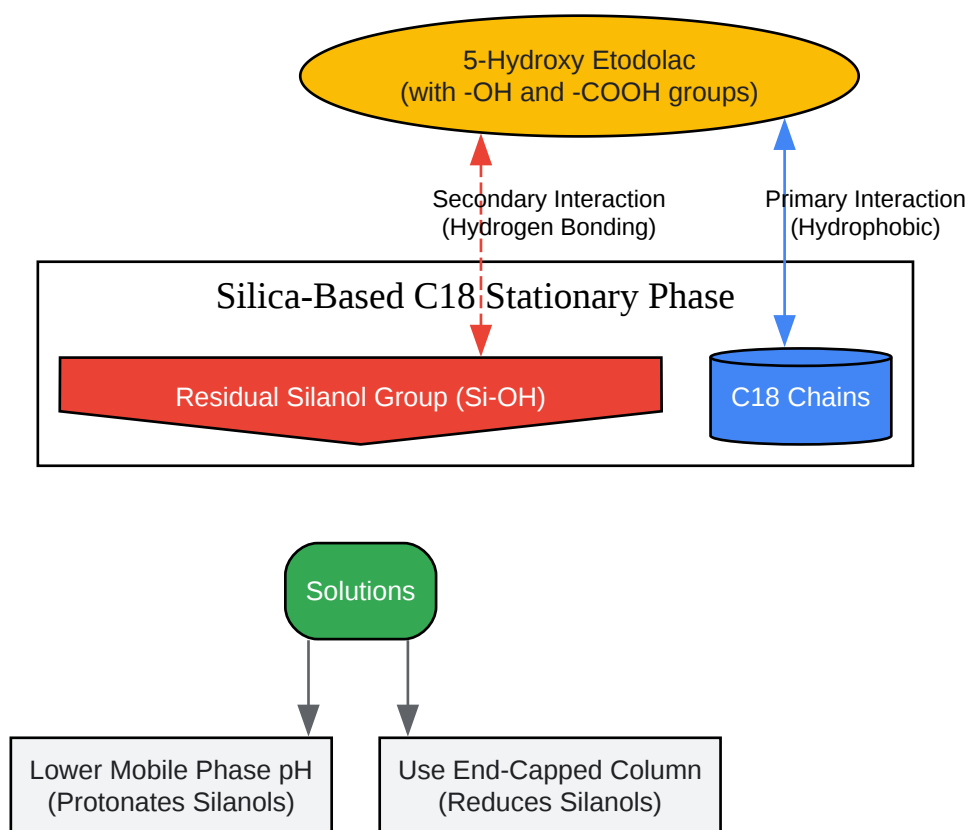 5-Hydroxy Etodolac
(with -OH and -COOH groups)
Secondary Interaction
(Hydrogen Bonding)
Primary Interaction
(Hydrophobic)
Silica-Based C18 Stationary Phase
Residual Silanol Group (Si-OH)
C18 Chains
Solutions
Lower Mobile Phase pH
(Protonates Silanols)
Use End-Capped Column
(Reduces Silanols)